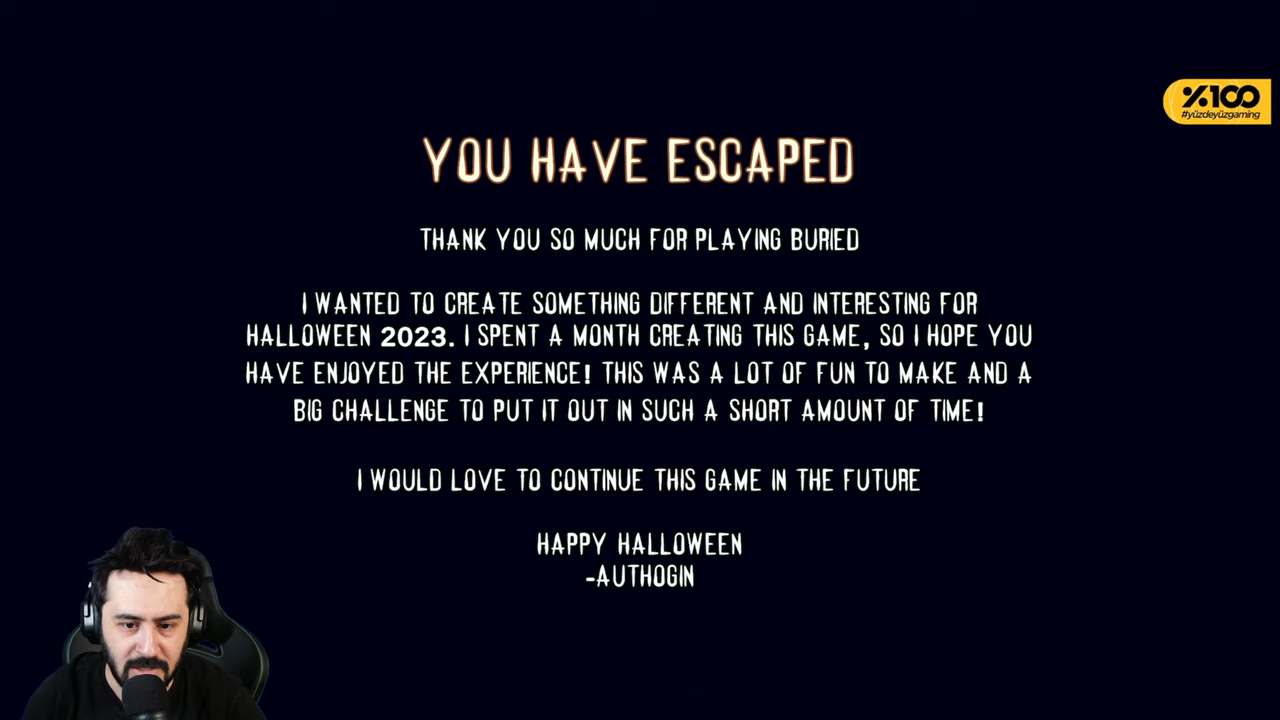 %100
#yüzdeyüzgaming
YOU HAVE ESCAPED
THANK YOU SO MUCH FOR PLAYING BURIED
I WANTED TO CREATE SOMETHING DIFFERENT AND INTERESTING FOR
HALLOWEEN 2023. I SPENT A MONTH CREATING THIS GAME, SO I HOPE YOU
HAVE ENJOYED THE EXPERIENCE! THIS WAS A LOT OF FUN TO MAKE AND A
BIG CHALLENGE TO PUT IT OUT IN SUCH A SHORT AMOUNT OF TIME!
I WOULD LOVE TO CONTINUE THIS GAME IN THE FUTURE
HAPPY HALLOWEEN
-AUTHOGIN